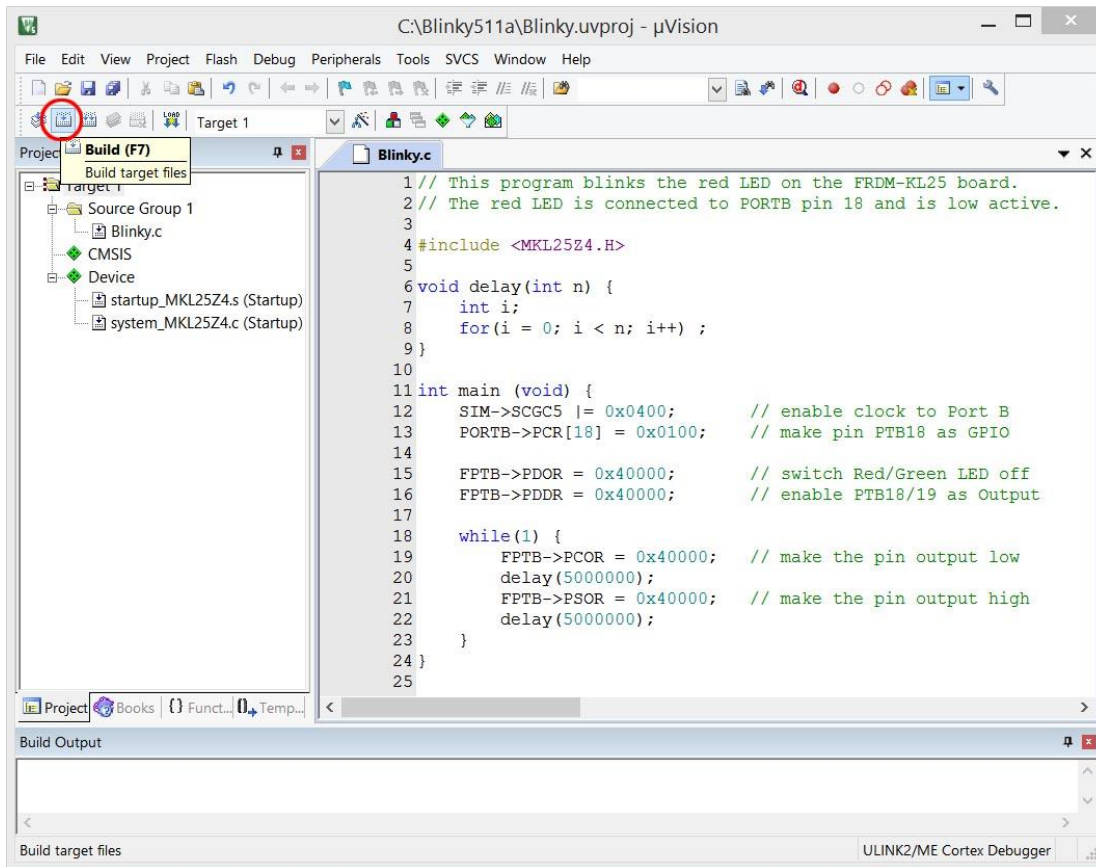 C:\Blinky511a\Blinky.uvproj - µVision
File Edit View Project Flash Debug Peripherals Tools SVCS Window Help
LOAD Target 1
Build (F7)
Build target files
Target 1
Source Group 1
Blinky.c
CMSIS
Device
startup_MKL25Z4.s (Startup)
system_MKL25Z4.c (Startup)
Project Books {} Funct... Temp...
Blinky.c
1 // This program blinks the red LED on the FRDM-KL25 board.
2 // The red LED is connected to PORTB pin 18 and is low active.
3
4 #include <MKL25Z4.H>
5
6 void delay(int n) {
7     int i;
8     for(i = 0; i < n; i++) ;
9 }
10
11 int main (void) {
12     SIM->SCGC5 |= 0x0400;       // enable clock to Port B
13     PORTB->PCR[18] = 0x0100;    // make pin PTB18 as GPIO
14
15     FPTB->PDOR = 0x40000;       // switch Red/Green LED off
16     FPTB->PDDR = 0x40000;       // enable PTB18/19 as Output
17
18     while(1) {
19         FPTB->PCOR = 0x40000;   // make the pin output low
20         delay(5000000);
21         FPTB->PSOR = 0x40000;   // make the pin output high
22         delay(5000000);
23     }
24 }
25
Build Output
Build target files ULINK2/ME Cortex Debugger